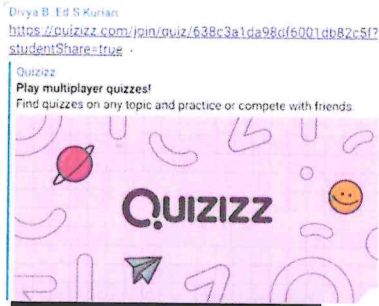 Divya B. Ed S Kurian
https://quizizz.com/join/quiz/638c3a1da98df6001db82c5f?
studentShare=true
Quizizz
Play multiplayer quizzes!
Find quizzes on any topic and practice or compete with friends.
QUIZIZZ